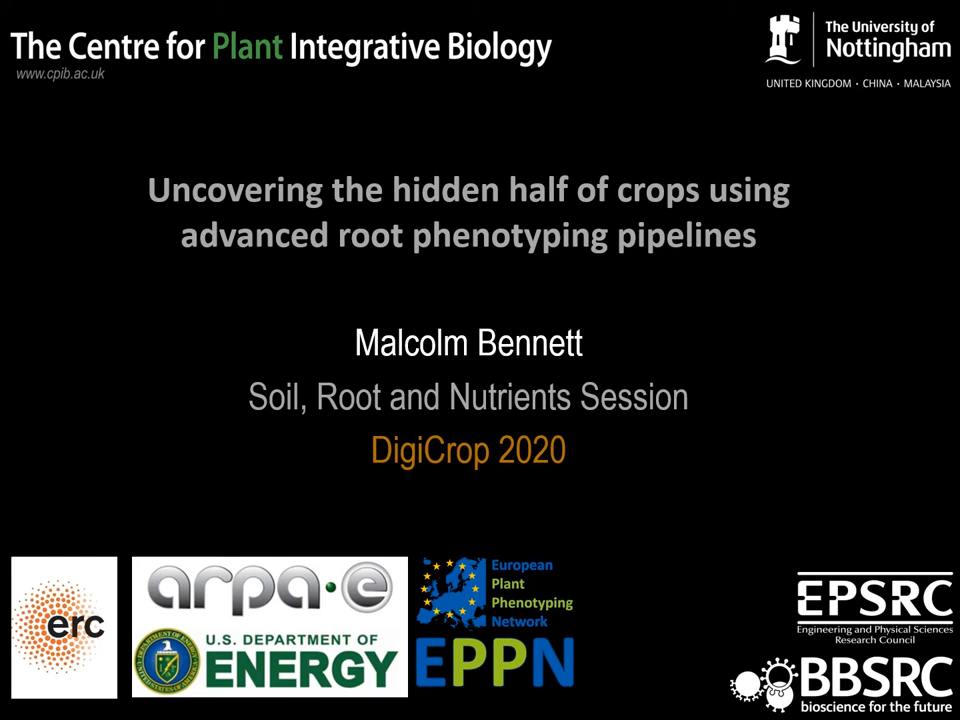 The Centre for Plant Integrative Biology
www.cpib.ac.uk
The University of
Nottingham
UNITED KINGDOM · CHINA · MALAYSIA
Uncovering the hidden half of crops using
advanced root phenotyping pipelines
Malcolm Bennett
Soil, Root and Nutrients Session
DigiCrop 2020
erc
arpa·e
U.S. DEPARTMENT OF
ENERGY
European
Plant
Phenotyping
Network
EPPN
EPSRC
Engineering and Physical Sciences
Research Council
BBSRC
bioscience for the future